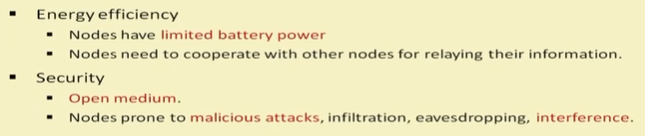 ▪ Energy efficiency
▪ Nodes have limited battery power
▪ Nodes need to cooperate with other nodes for relaying their information.
▪ Security
▪ Open medium.
▪ Nodes prone to malicious attacks, infiltration, eavesdropping, interference.